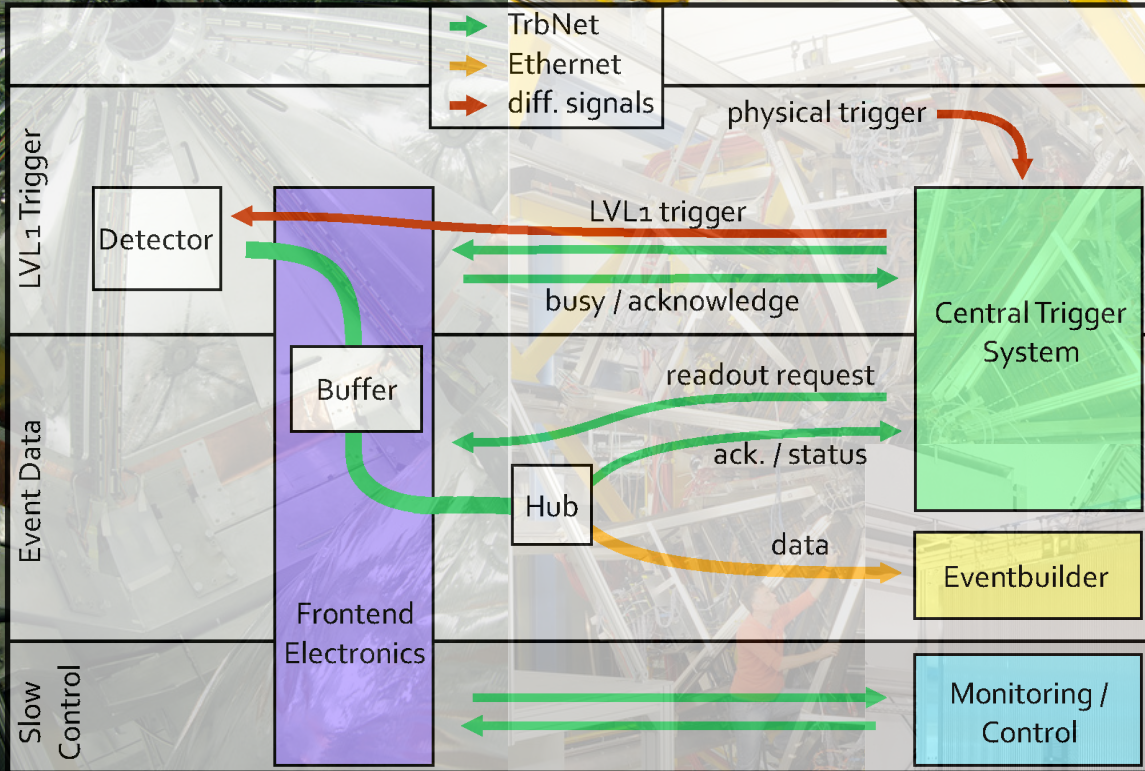 TrbNet
Ethernet
diff. signals
physical trigger
LVL1 Trigger
Detector
LVL1 trigger
busy / acknowledge
Central Trigger
System
Event Data
Buffer
readout request
ack. / status
Hub
data
Eventbuilder
Frontend
Electronics
Slow
Control
Monitoring /
Control